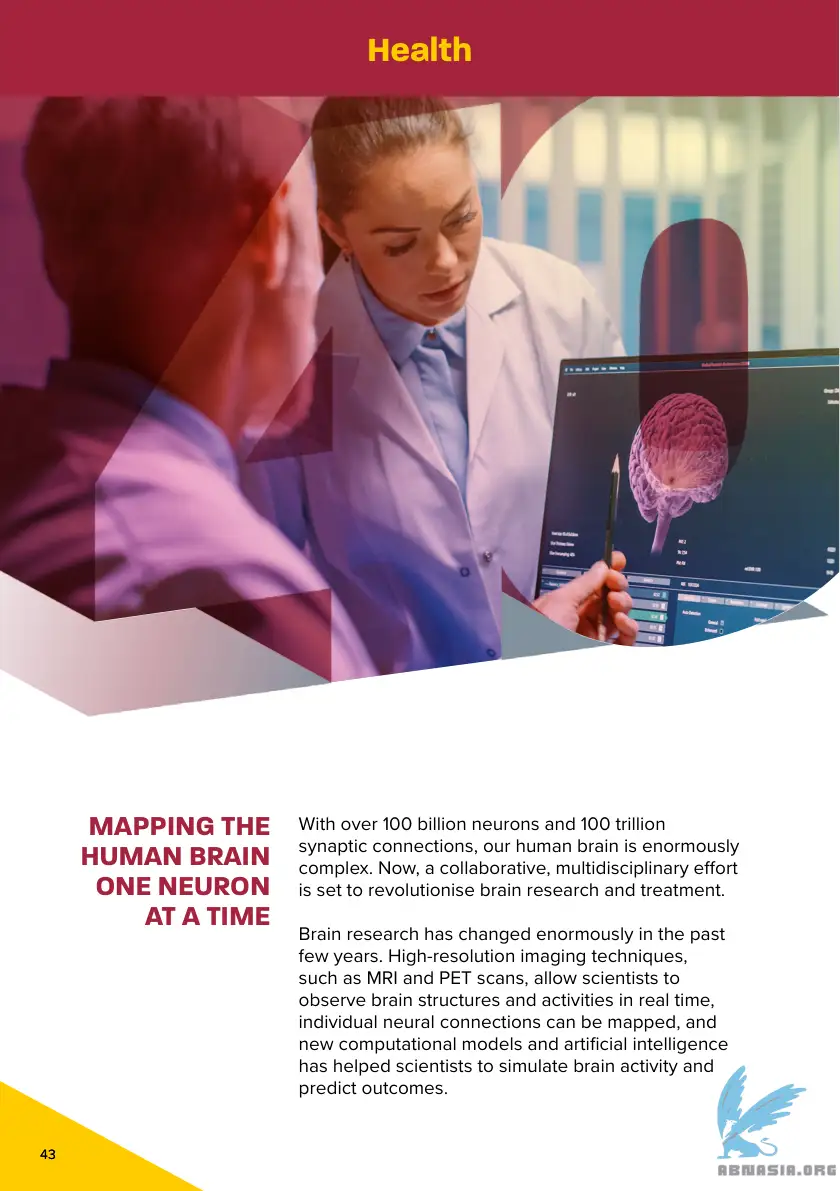 Health
MAPPING THE
HUMAN BRAIN
ONE NEURON
AT A TIME
With over 100 billion neurons and 100 trillion
synaptic connections, our human brain is enormously
complex. Now, a collaborative, multidisciplinary effort
is set to revolutionise brain research and treatment.
Brain research has changed enormously in the past
few years. High-resolution imaging techniques,
such as MRI and PET scans, allow scientists to
observe brain structures and activities in real time,
individual neural connections can be mapped, and
new computational models and artificial intelligence
has helped scientists to simulate brain activity and
predict outcomes.
43
ABNASIA.ORG